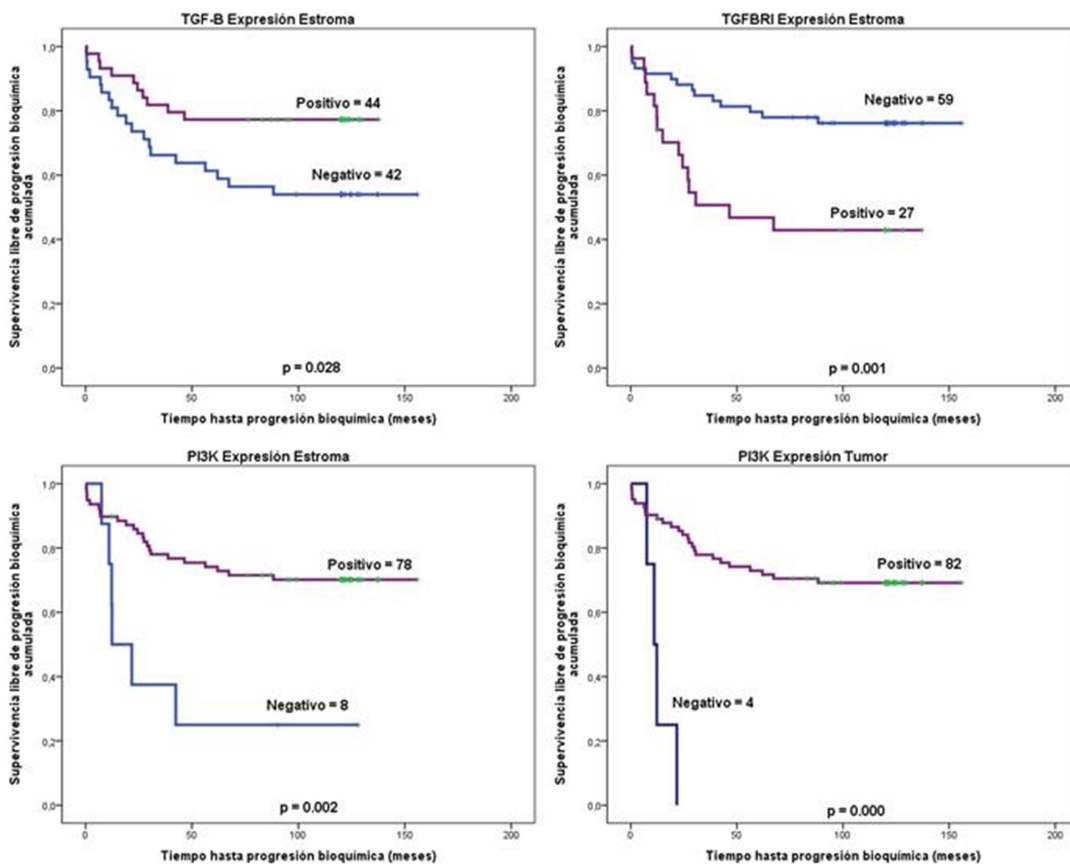 TGF-B Expresión Estroma
Supervivencia libre de progresión bioquímica
acumulada
1,0
0,8
0,6
0,4
0,2
0,0
Positivo = 44
Negativo = 42
p = 0.028
0
50
100
150
200
Tiempo hasta progresión bioquímica (meses)
TGFBRI Expresión Estroma
Supervivencia libre de progresión bioquímica
acumulada
1,0
0,8
0,6
0,4
0,2
0,0
Negativo = 59
Positivo = 27
p = 0.001
0
50
100
150
200
Tiempo hasta progresión bioquímica (meses)
PI3K Expresión Estroma
Supervivencia libre de progresión bioquímica
acumulada
1,0
0,8
0,6
0,4
0,2
0,0
Positivo = 78
Negativo = 8
p = 0.002
0
50
100
150
200
Tiempo hasta progresión bioquímica (meses)
PI3K Expresión Tumor
Supervivencia libre de progresión bioquímica
acumulada
1,0
0,8
0,6
0,4
0,2
0,0
Positivo = 82
Negativo = 4
p = 0.000
0
50
100
150
200
Tiempo hasta progresión bioquímica (meses)